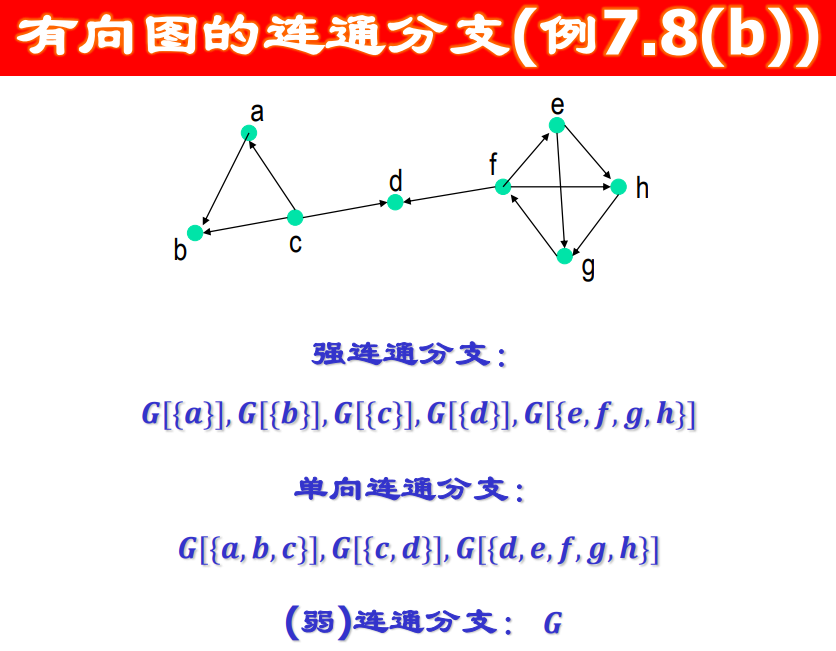 有向图的连通分支(例7.8(b))
a
e
f
h
d
b
c
g
强连通分支：
G[{a}], G[{b}], G[{c}], G[{d}], G[{e, f, g, h}]
单向连通分支：
G[{a, b, c}], G[{c, d}], G[{d, e, f, g, h}]
(弱)连通分支： G